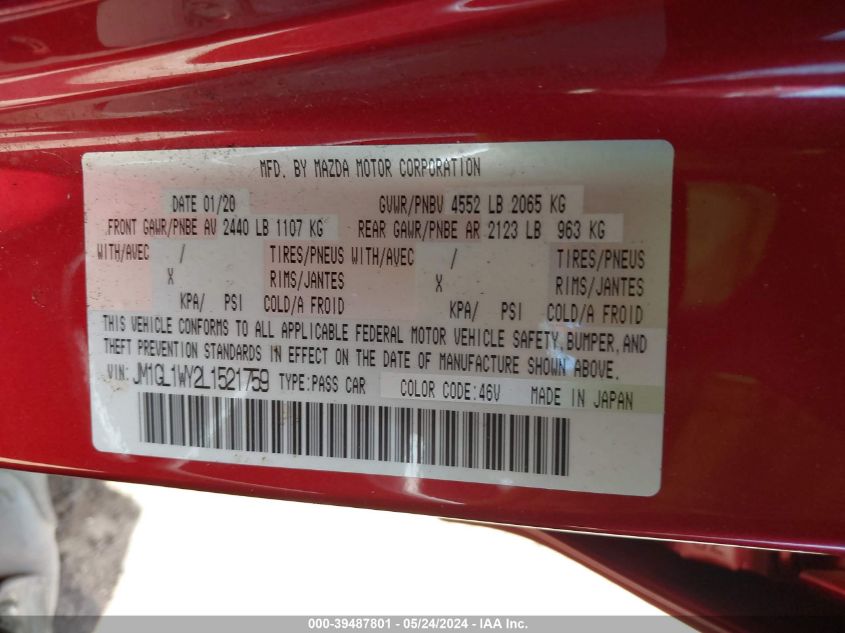 MFD. BY MAZDA MOTOR CORPORATION
DATE 01/20 GVWR/PNBV 4552 LB 2065 KG
FRONT GAWR/PNBE AV 2440 LB 1107 KG REAR GAWR/PNBE AR 2123 LB 963 KG
WITH/AVEC / TIRES/PNEUS WITH/AVEC / TIRES/PNEUS
X RIMS/JANTES X RIMS/JANTES
KPA/ PSI COLD/A FROID KPA/ PSI COLD/A FROID
THIS VEHICLE CONFORMS TO ALL APPLICABLE FEDERAL MOTOR VEHICLE SAFETY, BUMPER, AND
THEFT PREVENTION STANDARDS IN EFFECT ON THE DATE OF MANUFACTURE SHOWN ABOVE.
VIN: JM1GL1WY2L1521759 TYPE:PASS CAR COLOR CODE:46V MADE IN JAPAN
000-39487801 - 05/24/2024 - IAA Inc.